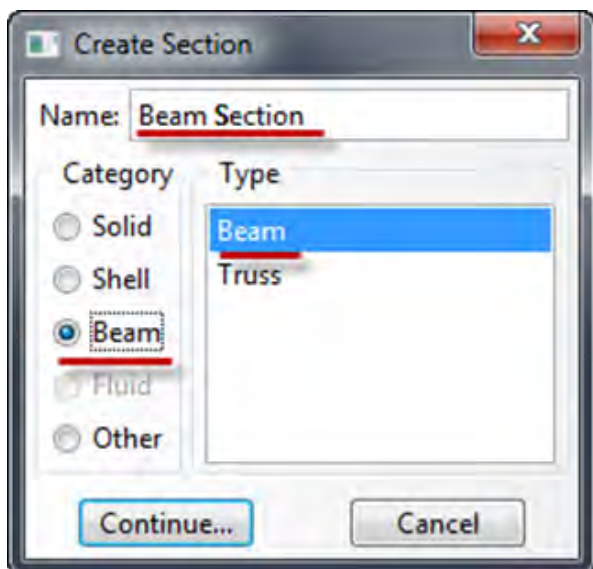 Create Section
Name: Beam Section
Category
Type
Solid
Shell
Beam
Fluid
Other
Beam
Truss
Continue...
Cancel